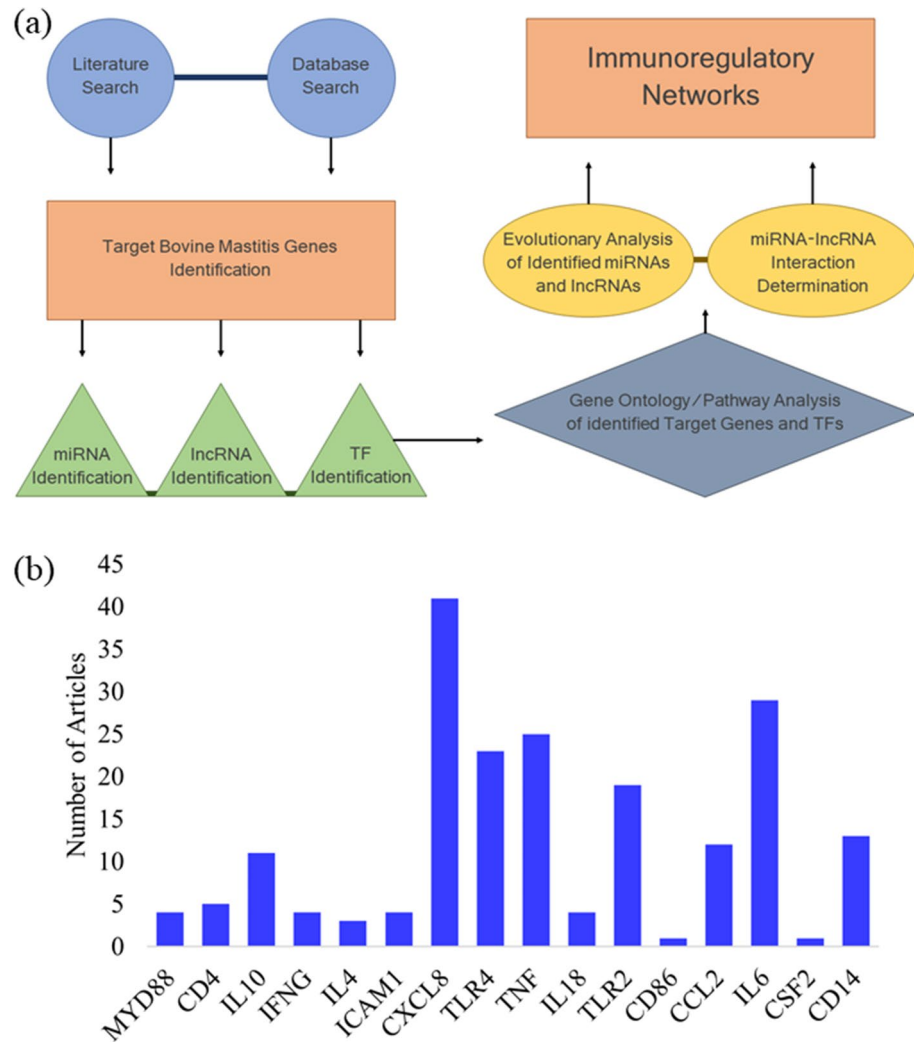 (a)
Literature
Search
Database
Search
Target Bovine Mastitis Genes
Identification
miRNA
Identification
lncRNA
Identification
TF
Identification
Immunoregulatory
Networks
Evolutionary Analysis
of Identified miRNAs
and lncRNAs
miRNA-lncRNA
Interaction
Determination
Gene Ontology/Pathway Analysis
of identified Target Genes and TFs
(b)
Number of Articles
45
40
35
30
25
20
15
10
5
0
MYD88
CD4
IL10
IFNG
IL4
ICAM1
CXCL8
TLR4
TNF
IL18
TLR2
CD86
CCL2
IL6
CSF2
CD14